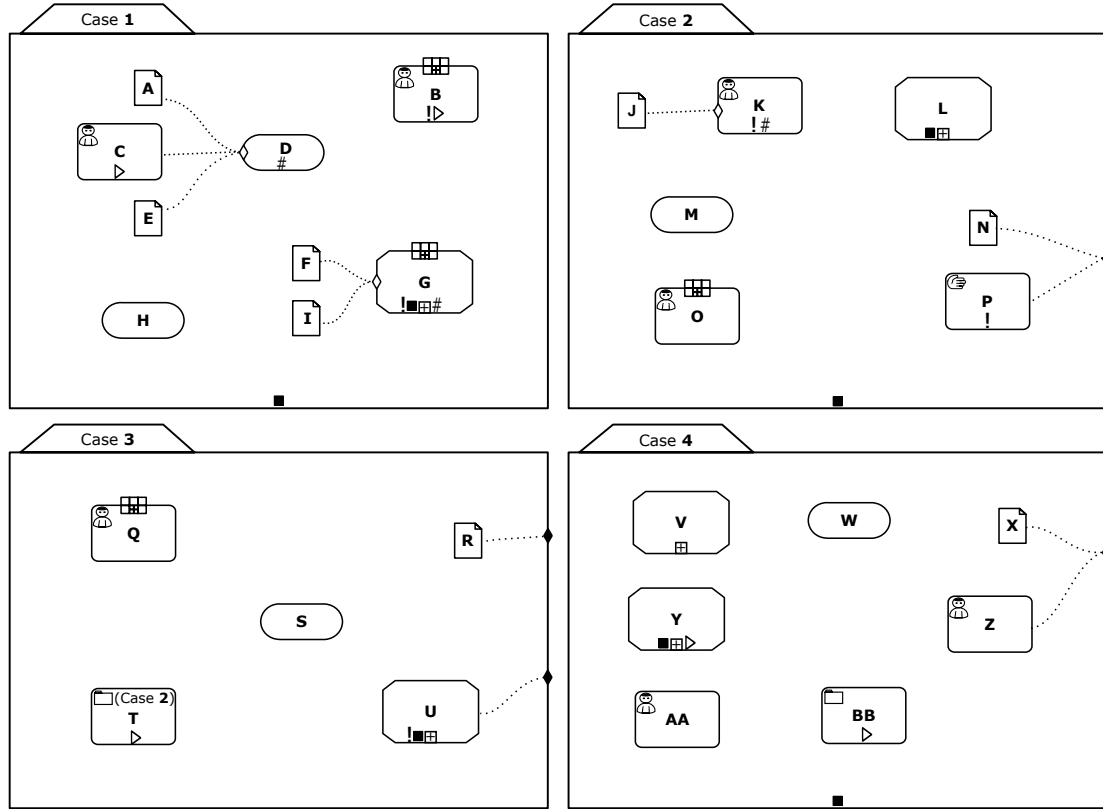 Case 1
A
B
!
C
D
#
E
F
G
!
#
I
H
Case 2
J
K
! #
L
M
N
O
P
!
Case 3
Q
R
S
(Case 2)
T
U
!
Case 4
V
W
X
Y
Z
AA
BB